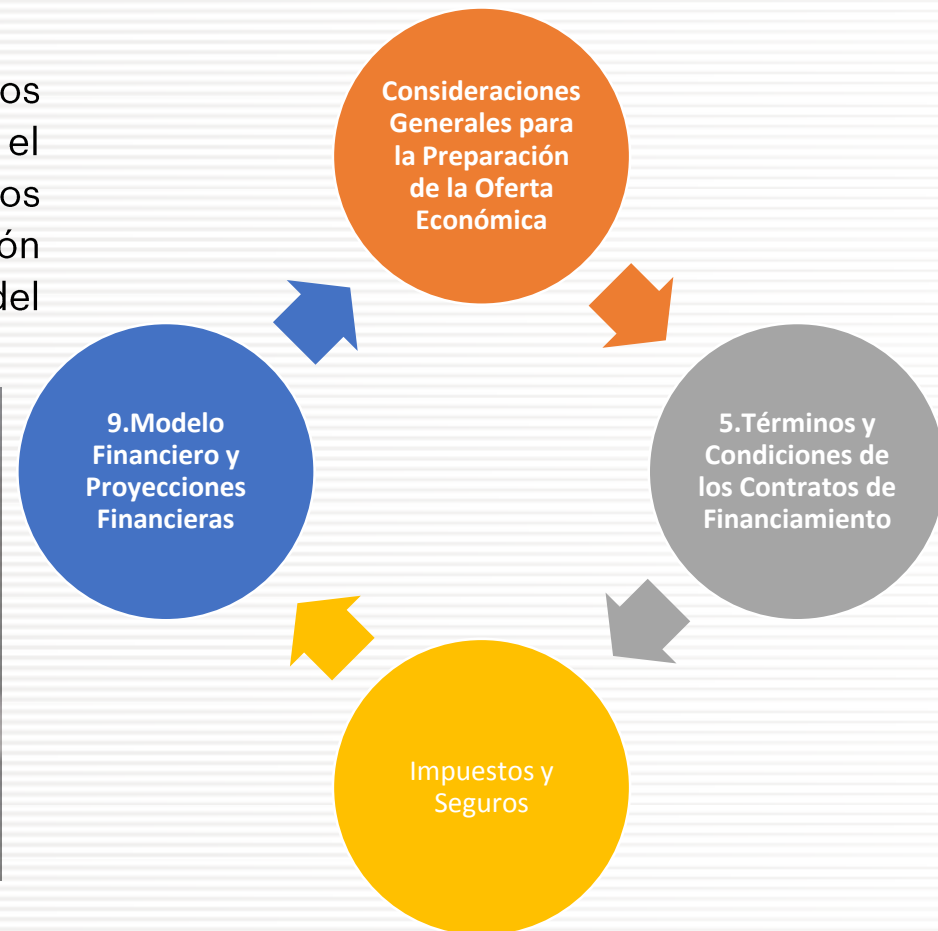 os
el
os
ón
del
Consideraciones
Generales para
la Preparación
de la Oferta
Económica
9.Modelo
Financiero y
Proyecciones
Financieras
5.Términos y
Condiciones de
los Contratos de
Financiamiento
Impuestos y
Seguros